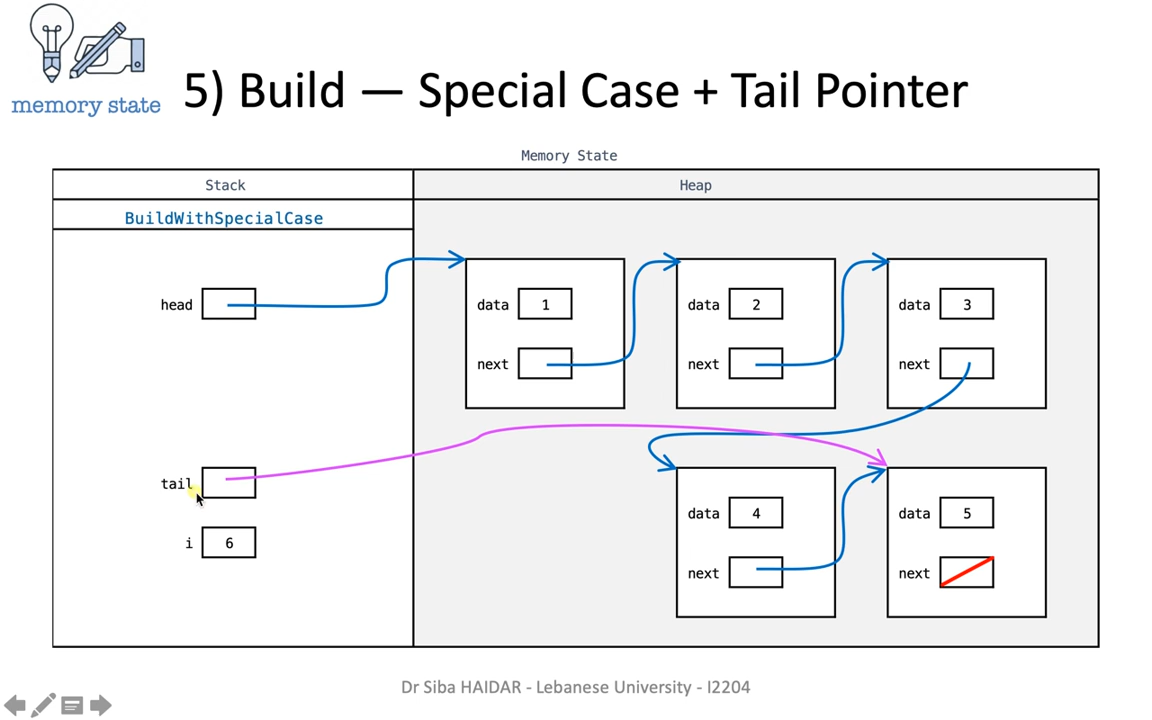 memory state
5) Build — Special Case + Tail Pointer
Memory State
Stack
Heap
BuildWithSpecialCase
head
data 1
next
data 2
next
data 3
next
tail
i 6
data 4
next
data 5
next
Dr Siba HAIDAR - Lebanese University - I2204